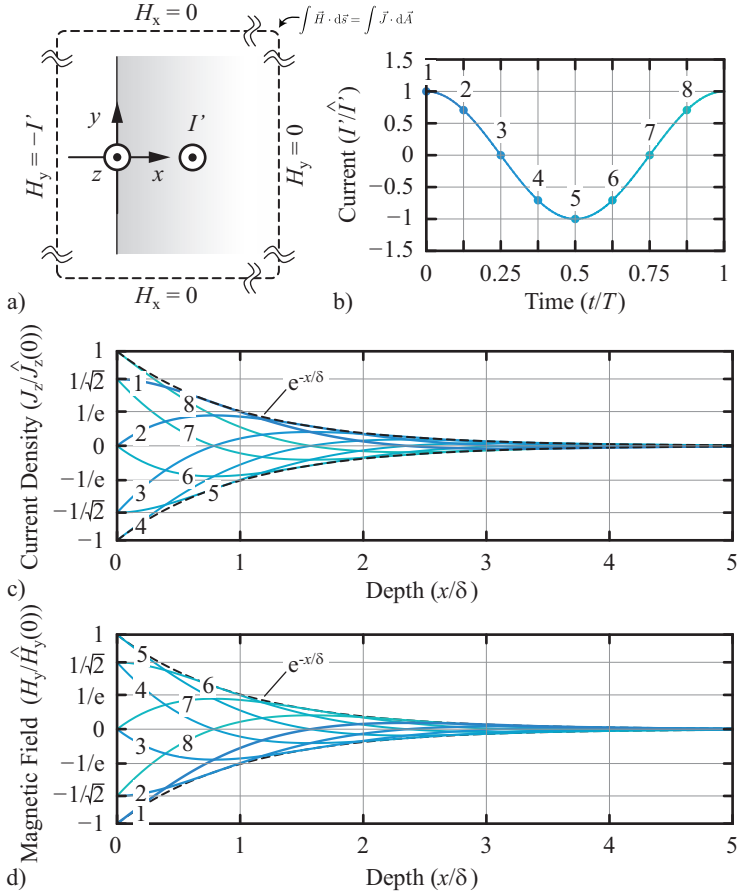 Hₓ = 0
∫ H⃗ · ds⃗ = ∫ J⃗ · dA⃗
H_y = −I'
y
I'
z
x
H_y = 0
Hₓ = 0
a)
Current (I'/Î')
1.5
1
0.5
0
−0.5
−1
−1.5
1
2
3
4
5
6
7
8
0
0.25
0.5
0.75
1
Time (t/T)
b)
Current Density (J_z/Ĵ_z(0))
1
1/√2
1/e
0
−1/e
−1/√2
−1
1
2
3
4
8
7
6
5
e^{-x/δ}
0
1
2
3
4
5
Depth (x/δ)
c)
Magnetic Field (H_y/Ĥ_y(0))
1
1/√2
1/e
0
−1/e
−1/√2
−1
5
4
3
2
1
6
7
8
e^{-x/δ}
0
1
2
3
4
5
Depth (x/δ)
d)